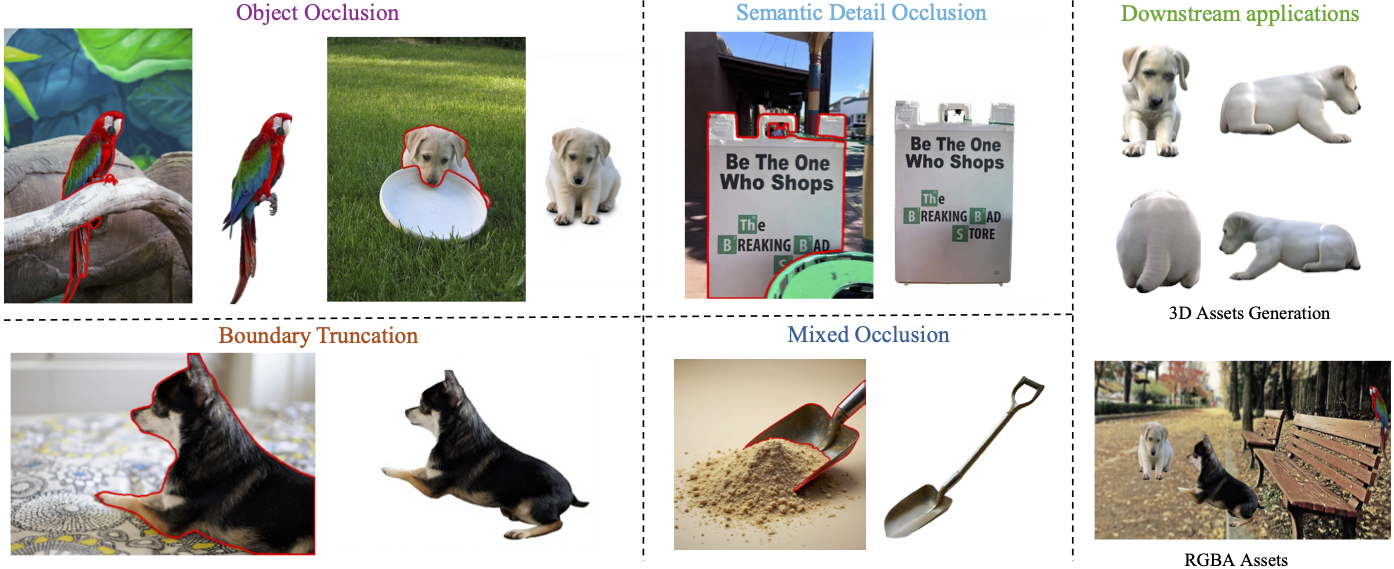 Object Occlusion
Semantic Detail Occlusion
Downstream applications
Be The One
Who Shops
The
BREAKING BAD
S
Be The One
Who Shops
The
BREAKING BAD
STORE
3D Assets Generation
Boundary Truncation
Mixed Occlusion
RGBA Assets